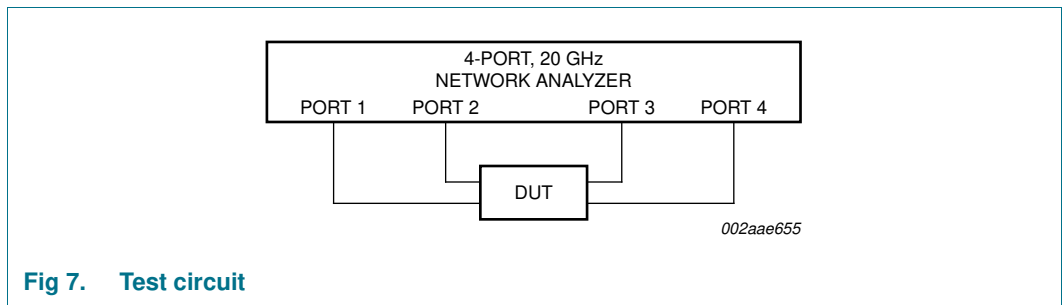 4-PORT, 20 GHz
NETWORK ANALYZER
PORT 1 PORT 2 PORT 3 PORT 4
DUT
002aae655
Fig 7. Test circuit